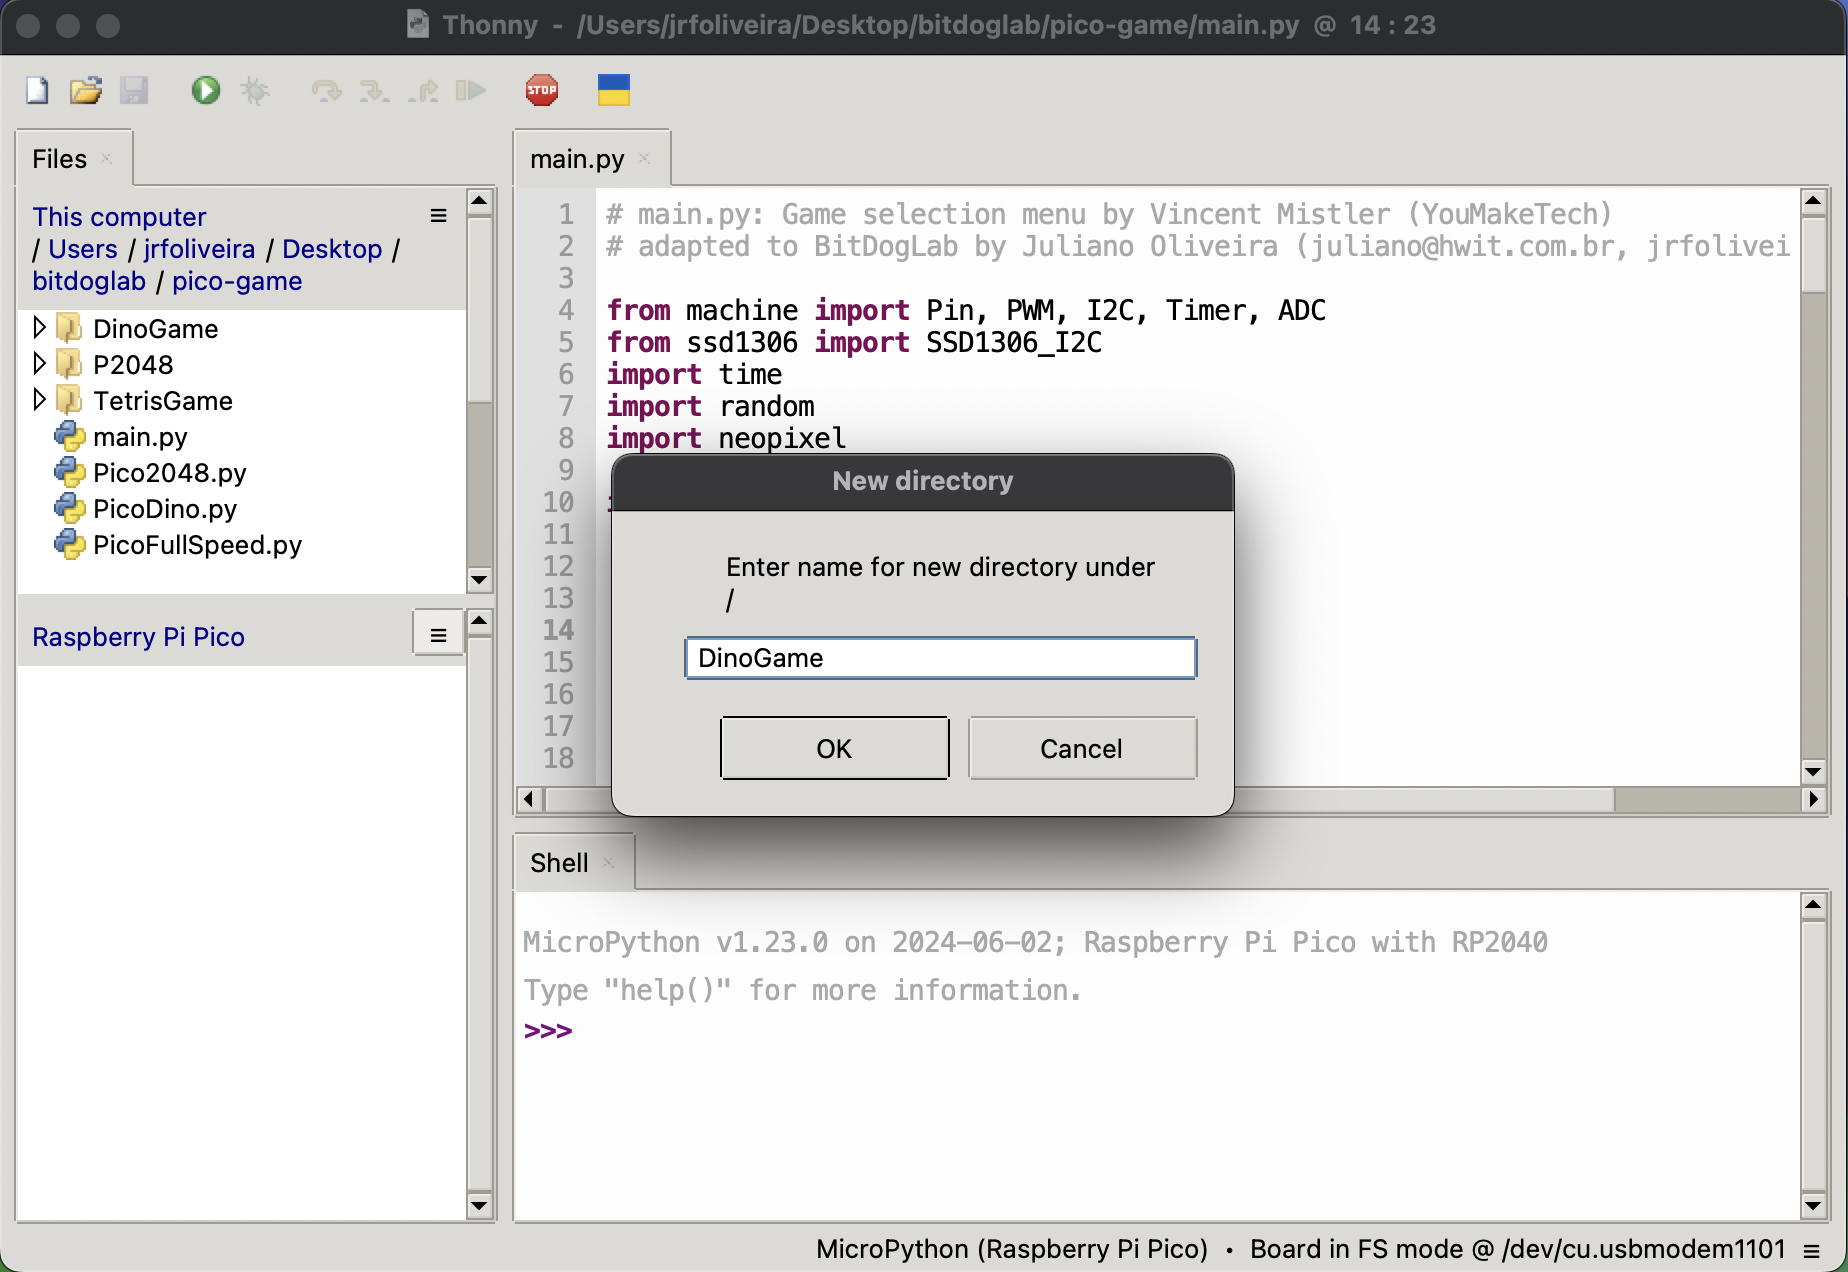 Thonny - /Users/jrfoliveira/Desktop/bitdoglab/pico-game/main.py @ 14 : 23
STOP
Files
This computer
/ Users / jrfoliveira / Desktop /
bitdoglab / pico-game
DinoGame
P2048
TetrisGame
main.py
Pico2048.py
PicoDino.py
PicoFullSpeed.py
Raspberry Pi Pico
main.py
1 # main.py: Game selection menu by Vincent Mistler (YouMakeTech)
2 # adapted to BitDogLab by Juliano Oliveira (juliano@hwit.com.br, jrfolivei
3
4 from machine import Pin, PWM, I2C, Timer, ADC
5 from ssd1306 import SSD1306_I2C
6 import time
7 import random
8 import neopixel
9
10
11
12
13
14
15
16
17
18
New directory
Enter name for new directory under
/
DinoGame
OK Cancel
Shell
MicroPython v1.23.0 on 2024-06-02; Raspberry Pi Pico with RP2040
Type "help()" for more information.
>>>
MicroPython (Raspberry Pi Pico) • Board in FS mode @ /dev/cu.usbmodem1101 ≡